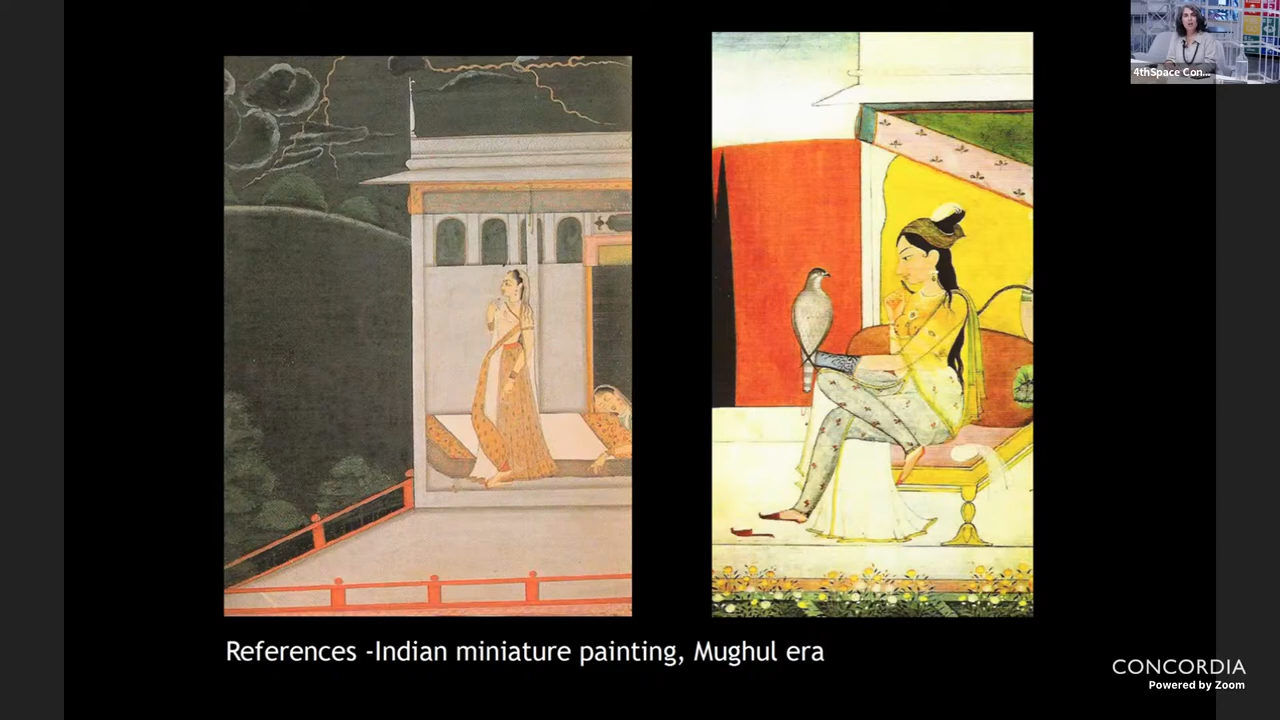 4thSpace Con...
References -Indian miniature painting, Mughul era
CONCORDIA
Powered by Zoom